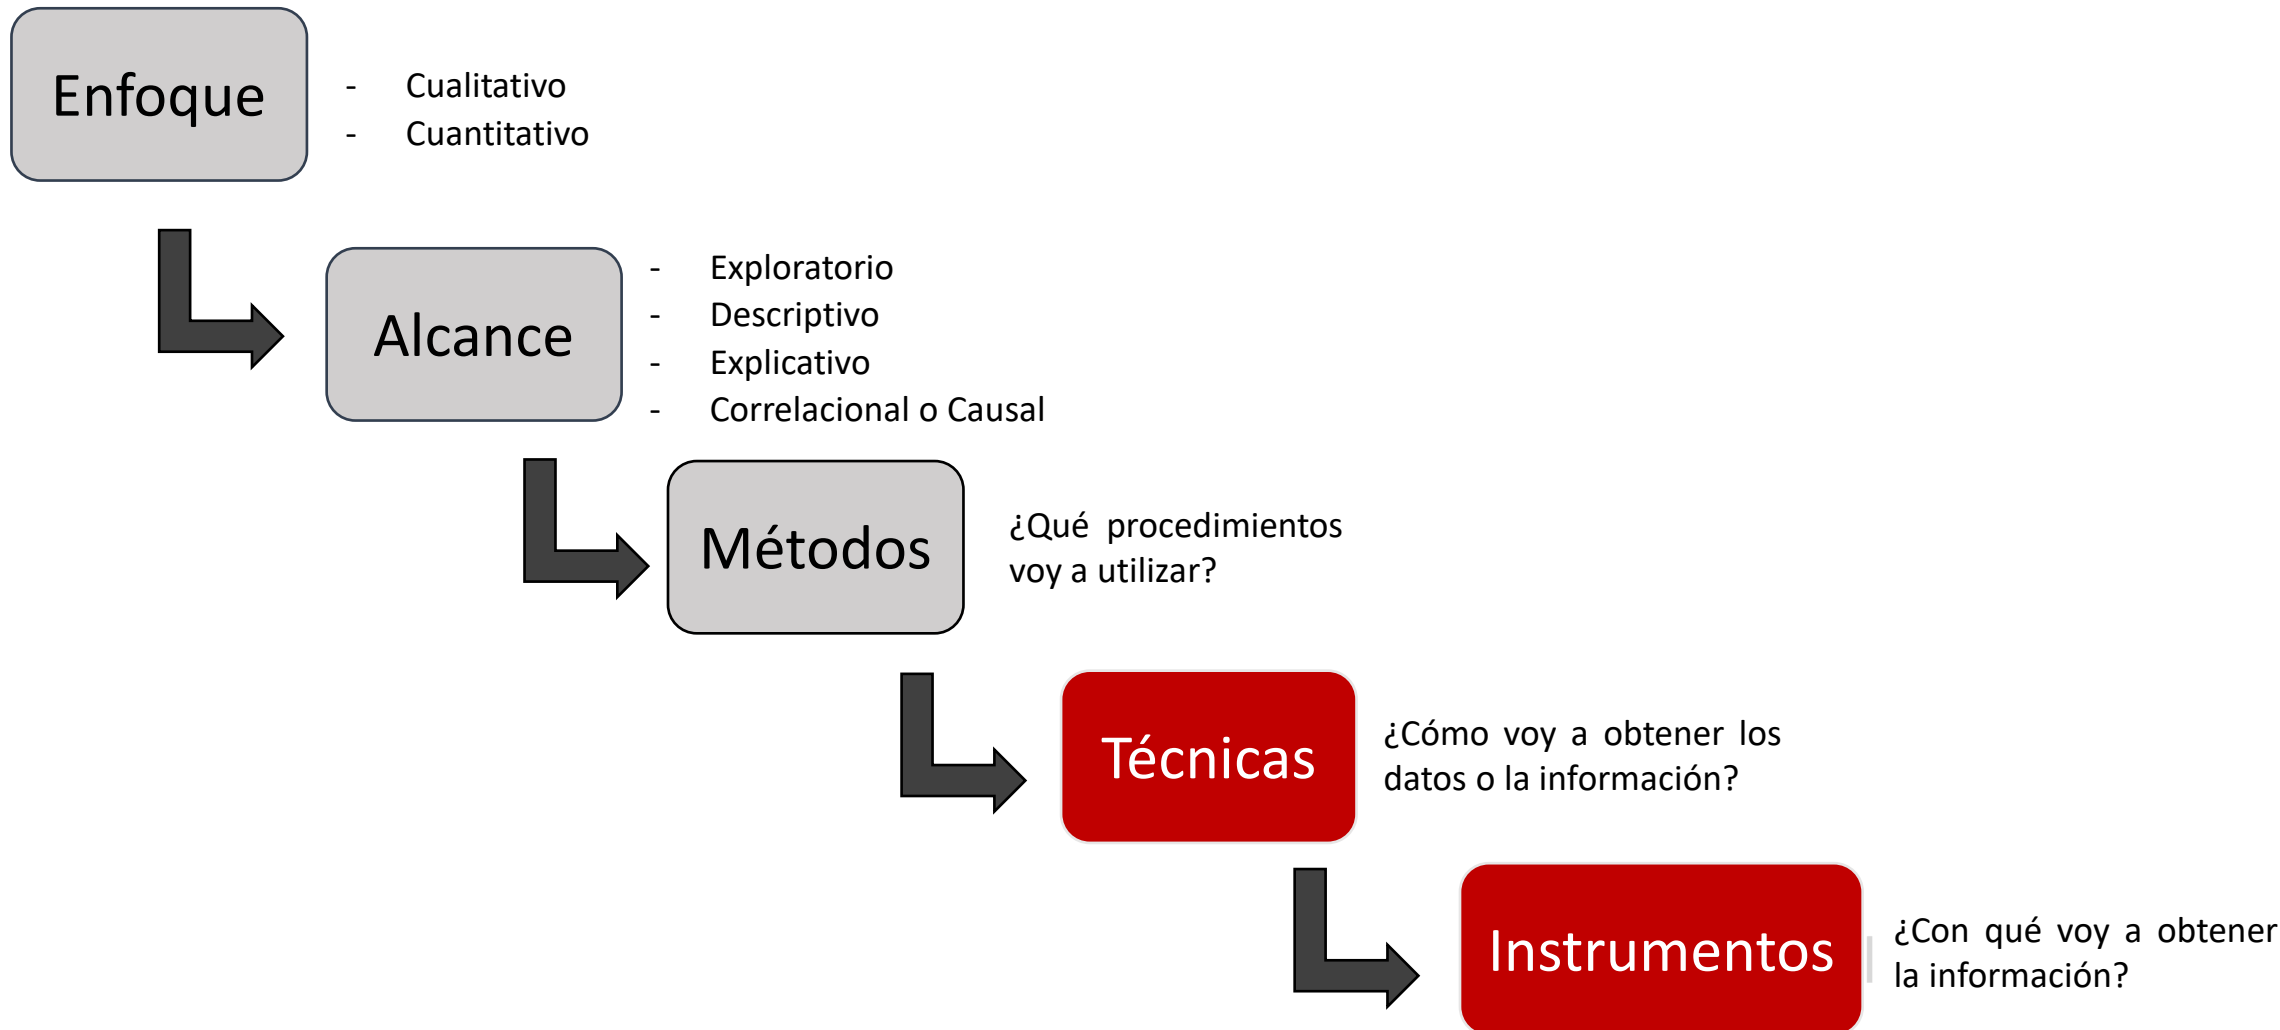 Enfoque
- Cualitativo
- Cuantitativo
Alcance
- Exploratorio
- Descriptivo
- Explicativo
- Correlacional o Causal
Métodos
¿Qué procedimientos
voy a utilizar?
Técnicas
¿Cómo voy a obtener los
datos o la información?
Instrumentos
¿Con qué voy a obtener
la información?